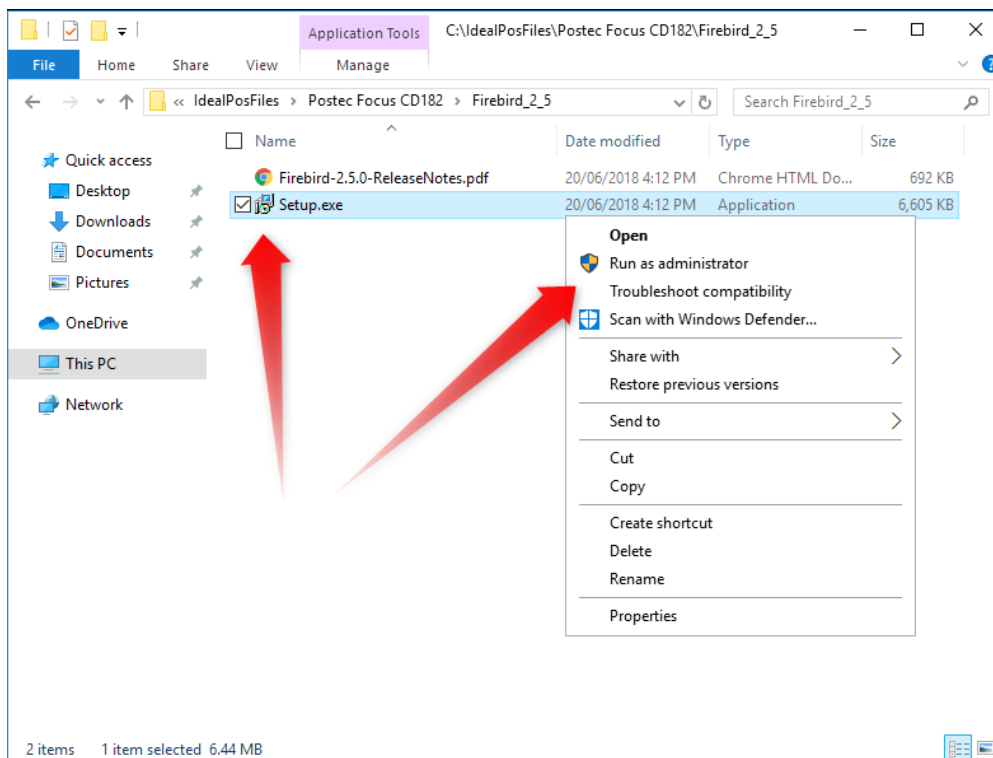 Application Tools
C:\IdealPosFiles\Postec Focus CD182\Firebird_2_5
File Home Share View Manage
« IdealPosFiles > Postec Focus CD182 > Firebird_2_5
Search Firebird_2_5
Name Date modified Type Size
Quick access
Desktop
Downloads
Documents
Pictures
OneDrive
This PC
Network
Firebird-2.5.0-ReleaseNotes.pdf 20/06/2018 4:12 PM Chrome HTML Do... 692 KB
Setup.exe 20/06/2018 4:12 PM Application 6,605 KB
Open
Run as administrator
Troubleshoot compatibility
Scan with Windows Defender...
Share with
Restore previous versions
Send to
Cut
Copy
Create shortcut
Delete
Rename
Properties
2 items 1 item selected 6.44 MB